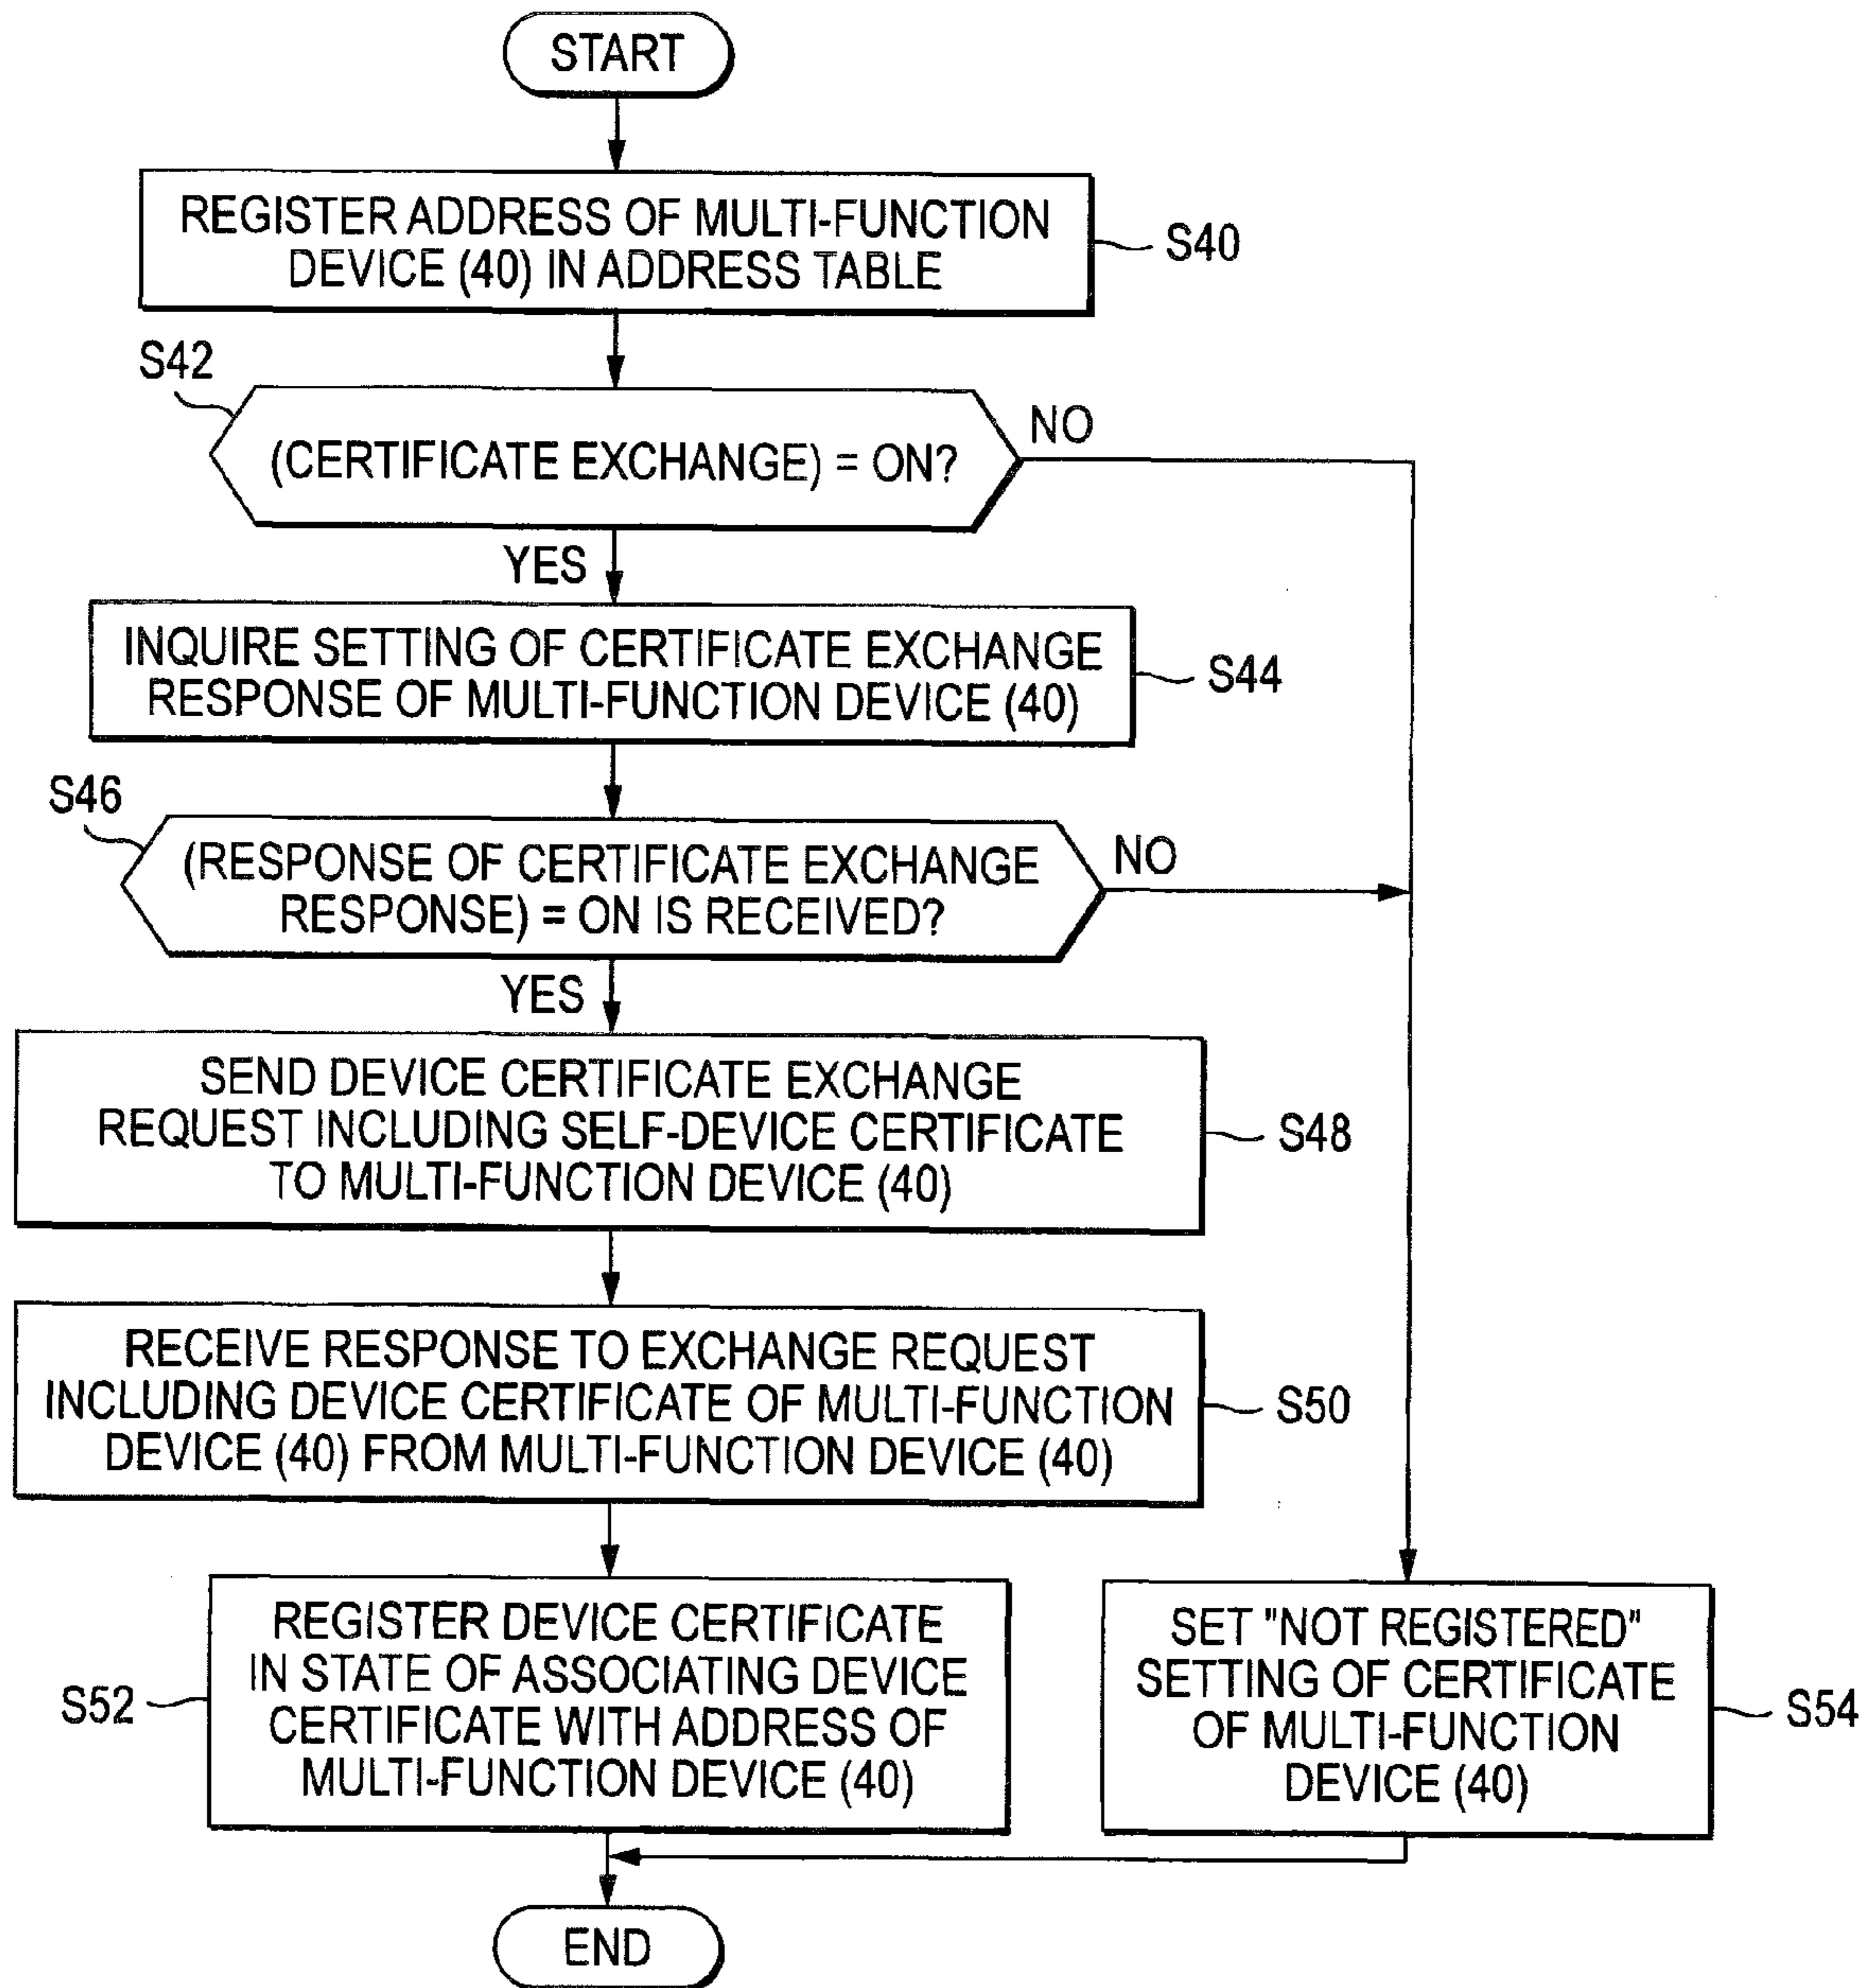 START
REGISTER ADDRESS OF MULTI-FUNCTION
DEVICE (40) IN ADDRESS TABLE
S40
S42
(CERTIFICATE EXCHANGE) = ON?
NO
YES
INQUIRE SETTING OF CERTIFICATE EXCHANGE
RESPONSE OF MULTI-FUNCTION DEVICE (40)
S44
S46
(RESPONSE OF CERTIFICATE EXCHANGE
RESPONSE) = ON IS RECEIVED?
NO
YES
SEND DEVICE CERTIFICATE EXCHANGE
REQUEST INCLUDING SELF-DEVICE CERTIFICATE
TO MULTI-FUNCTION DEVICE (40)
S48
RECEIVE RESPONSE TO EXCHANGE REQUEST
INCLUDING DEVICE CERTIFICATE OF MULTI-FUNCTION
DEVICE (40) FROM MULTI-FUNCTION DEVICE (40)
S50
S52
REGISTER DEVICE CERTIFICATE
IN STATE OF ASSOCIATING DEVICE
CERTIFICATE WITH ADDRESS OF
MULTI-FUNCTION DEVICE (40)
SET "NOT REGISTERED"
SETTING OF CERTIFICATE
OF MULTI-FUNCTION
DEVICE (40)
S54
END